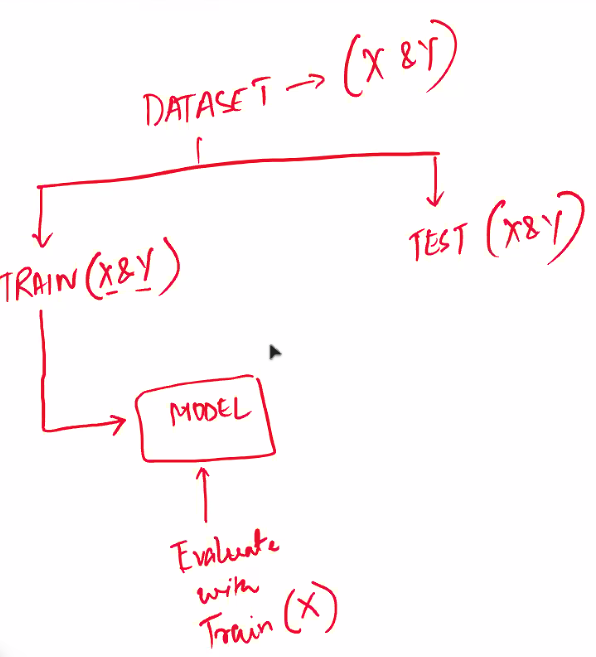 DATASET → (X & Y)
TEST (X & Y)
TRAIN (X & Y)
MODEL
Evaluate
with
Train (X)